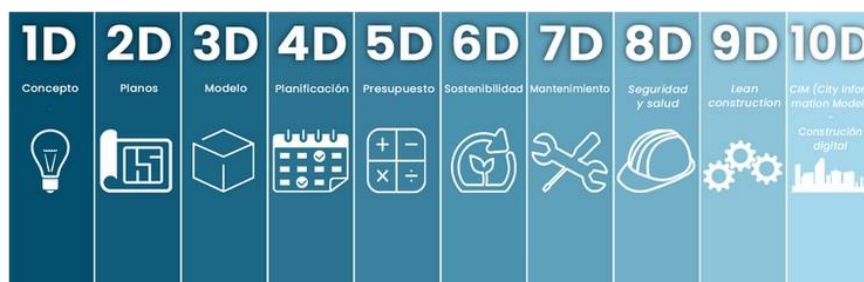 1D
Concepto
2D
Planos
3D
Modelo
4D
Planificación
5D
Presupuesto
6D
Sostenibilidad
7D
Mantenimiento
8D
Seguridad
y salud
9D
Lean
construction
10D
CIM (City Infor
mation Model
-
Construción
digital